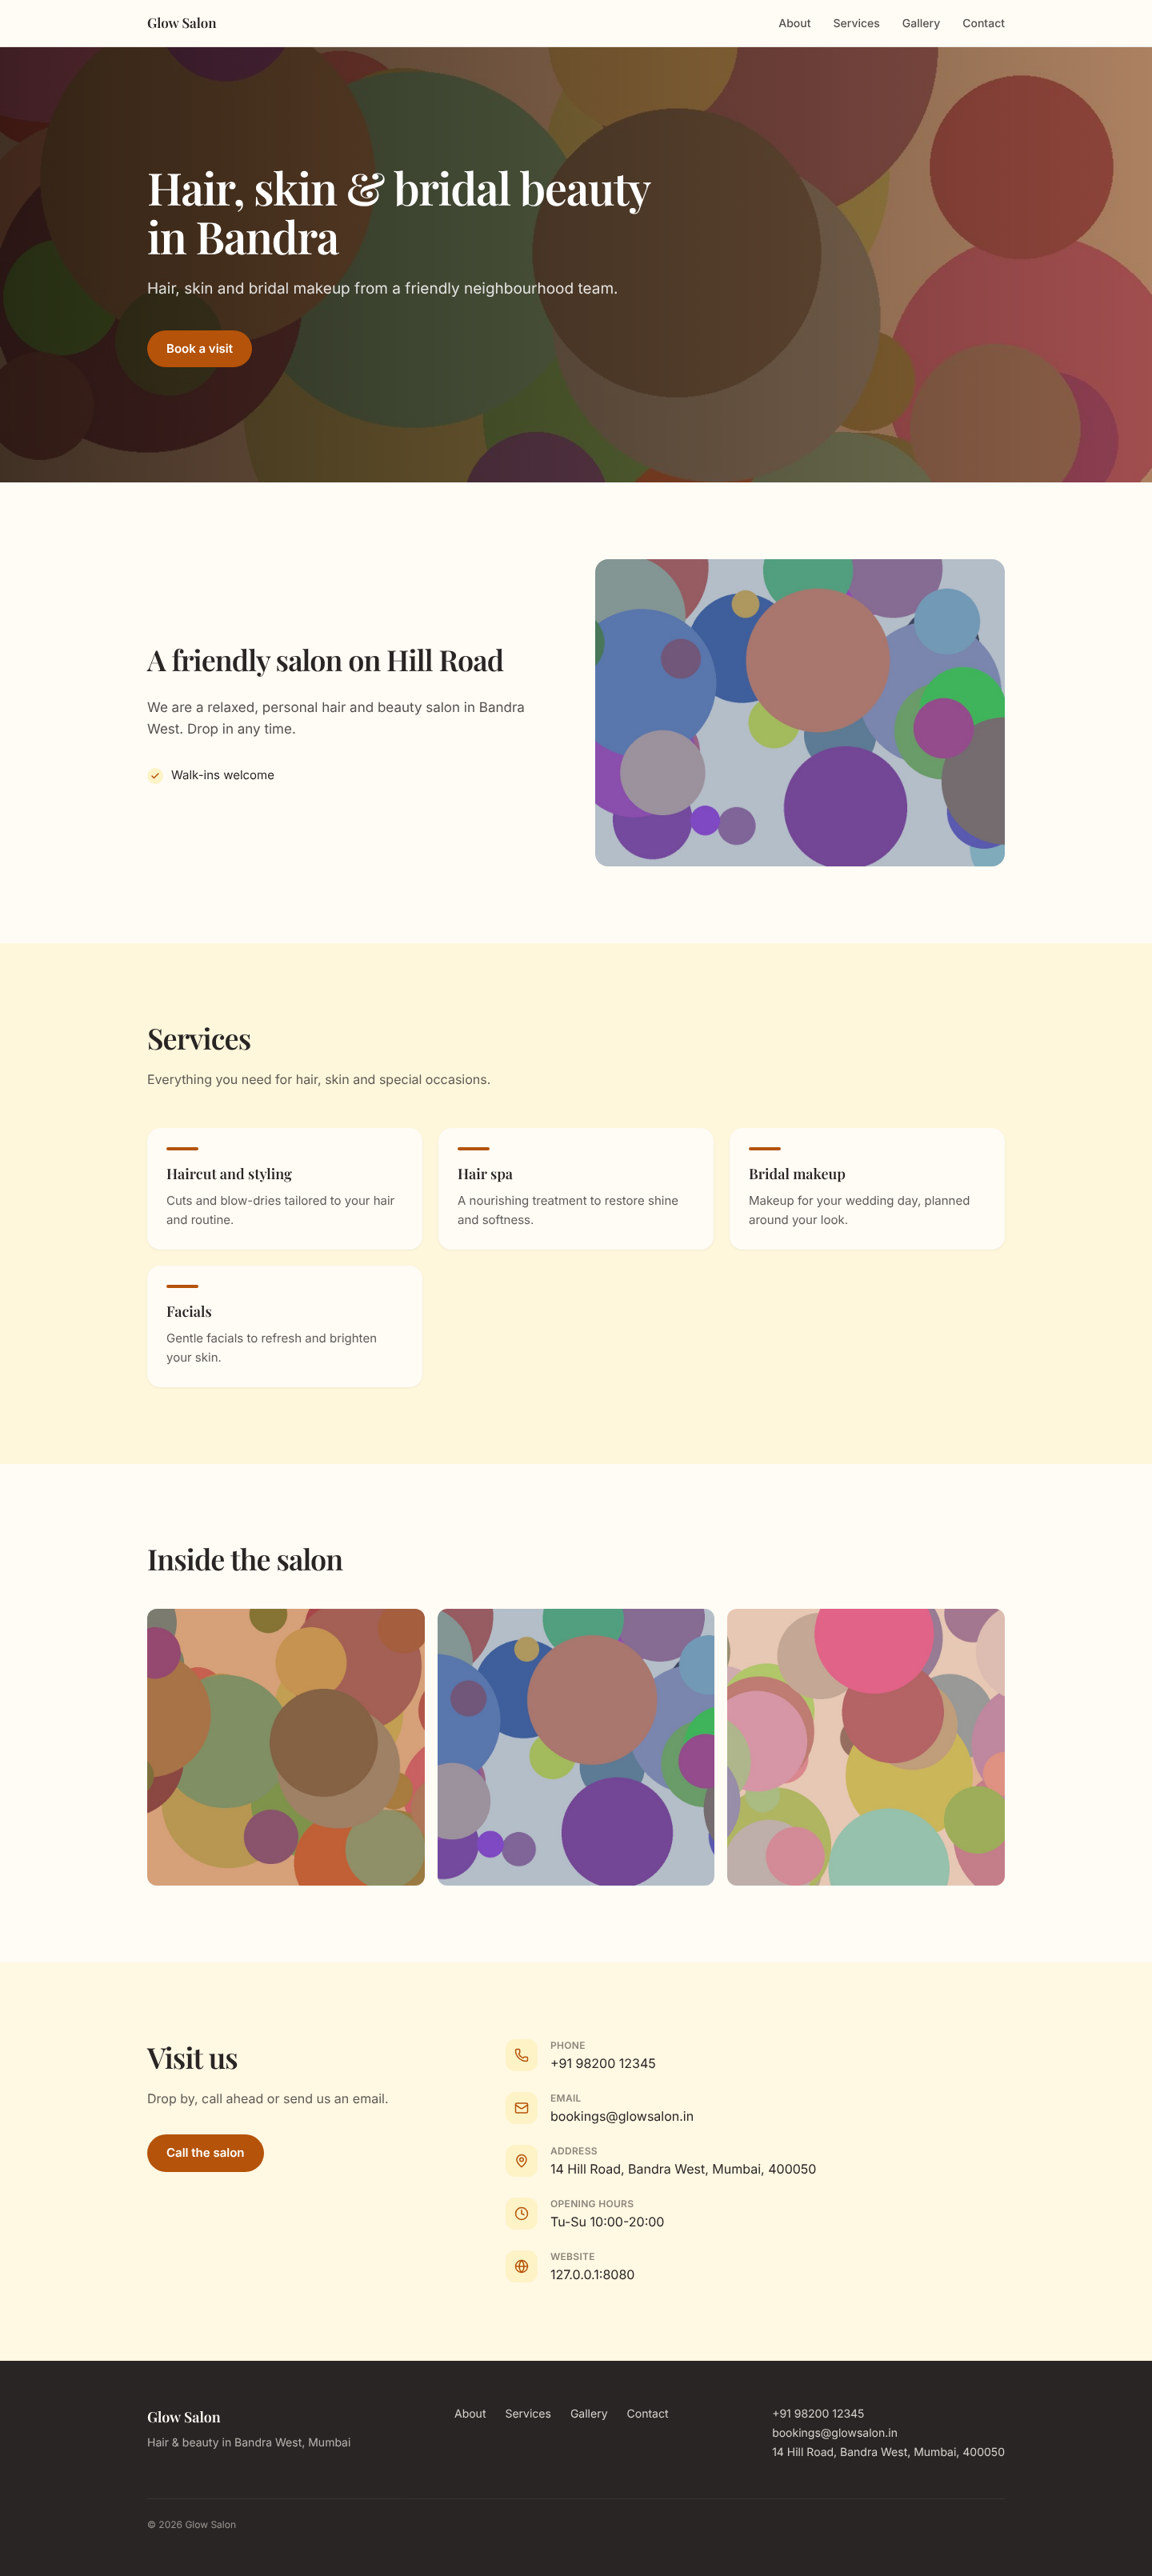 Glow Salon
About Services Gallery Contact
Hair, skin & bridal beauty
in Bandra
Hair, skin and bridal makeup from a friendly neighbourhood team.
Book a visit
A friendly salon on Hill Road
We are a relaxed, personal hair and beauty salon in Bandra
West. Drop in any time.
Walk-ins welcome
Services
Everything you need for hair, skin and special occasions.
Haircut and styling
Cuts and blow-dries tailored to your hair
and routine.
Hair spa
A nourishing treatment to restore shine
and softness.
Bridal makeup
Makeup for your wedding day, planned
around your look.
Facials
Gentle facials to refresh and brighten
your skin.
Inside the salon
Visit us
Drop by, call ahead or send us an email.
Call the salon
PHONE
+91 98200 12345
EMAIL
bookings@glowsalon.in
ADDRESS
14 Hill Road, Bandra West, Mumbai, 400050
OPENING HOURS
Tu-Su 10:00-20:00
WEBSITE
127.0.0.1:8080
Glow Salon
Hair & beauty in Bandra West, Mumbai
About Services Gallery Contact
+91 98200 12345
bookings@glowsalon.in
14 Hill Road, Bandra West, Mumbai, 400050
© 2026 Glow Salon